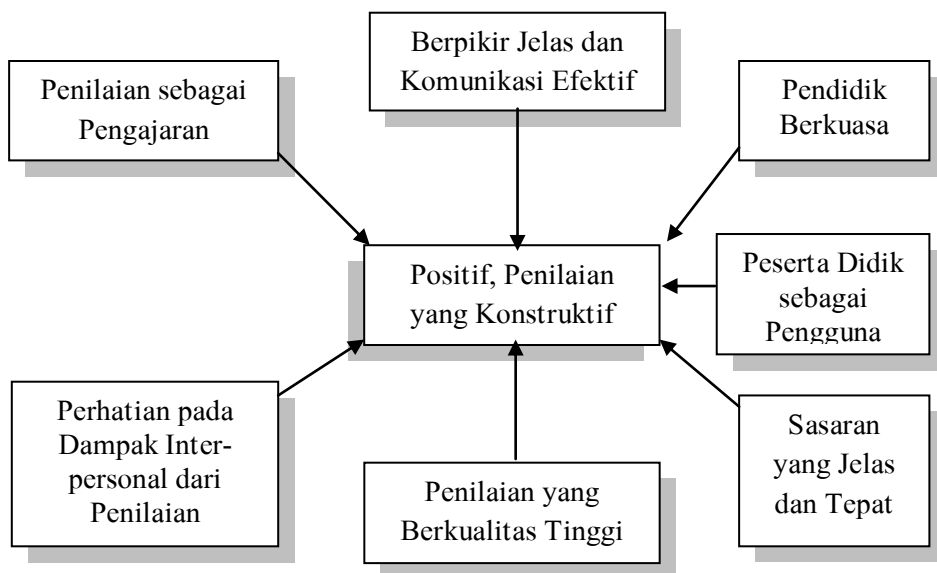 Berpikir Jelas dan
Komunikasi Efektif
Penilaian sebagai
Pengajaran
Pendidik
Berkuasa
Positif, Penilaian
yang Konstruktif
Peserta Didik
sebagai
Pengguna
Perhatian pada
Dampak Inter-
personal dari
Penilaian
Penilaian yang
Berkualitas Tinggi
Sasaran
yang Jelas
dan Tepat